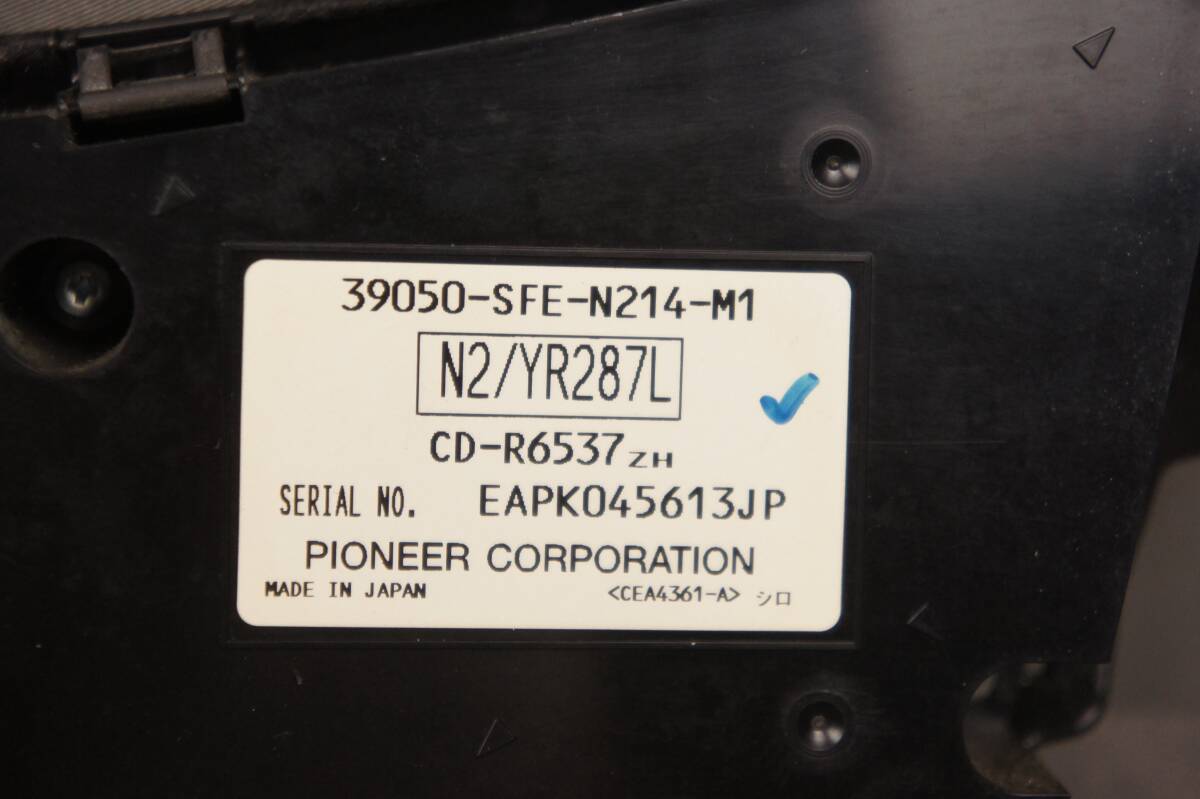 39050-SFE-N214-M1
N2/YR287L
CD-R6537ZH
SERIAL NO. EAPK045613JP
PIONEER CORPORATION
MADE IN JAPAN <CEA4361-A> シロ